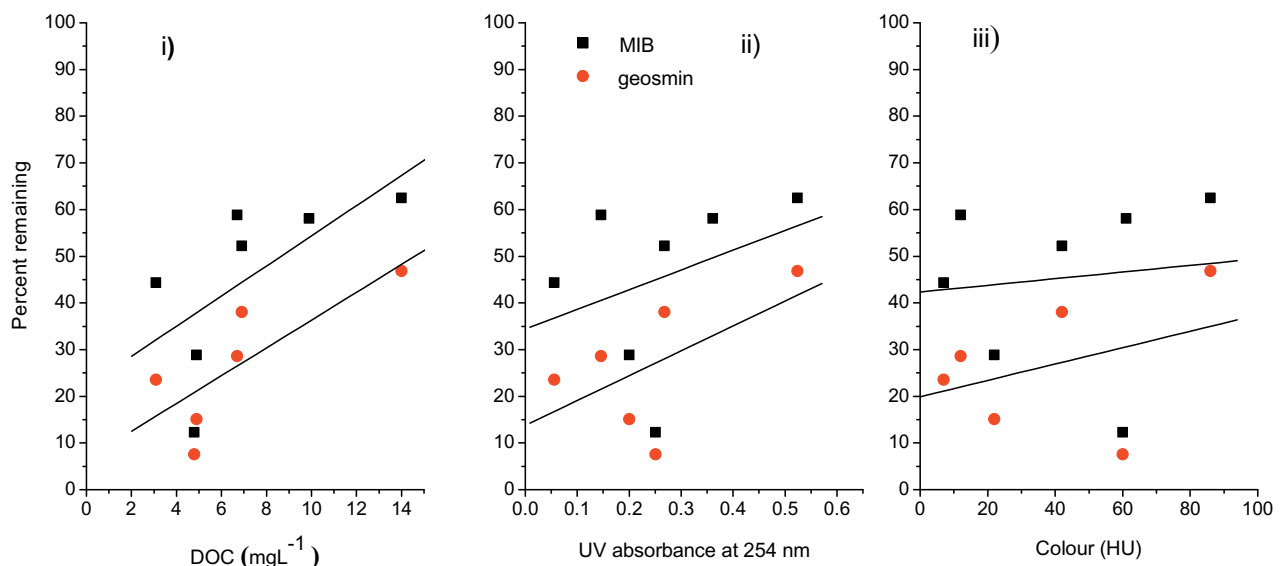 i)
ii)
iii)
MIB
geosmin
Percent remaining
100
90
80
70
60
50
40
30
20
10
0
0 2 4 6 8 10 12 14
DOC (mgL-1)
100
90
80
70
60
50
40
30
20
10
0
0.0 0.1 0.2 0.3 0.4 0.5 0.6
UV absorbance at 254 nm
100
90
80
70
60
50
40
30
20
10
0
0 20 40 60 80 100
Colour (HU)